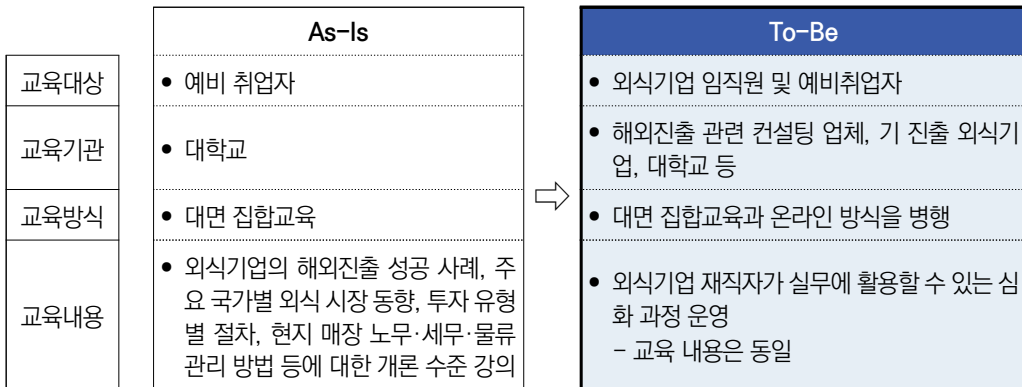 As-Is
To-Be
교육대상
• 예비 취업자
• 외식기업 임직원 및 예비취업자
교육기관
• 대학교
• 해외진출 관련 컨설팅 업체, 기 진출 외식기
업, 대학교 등
교육방식
• 대면 집합교육
• 대면 집합교육과 온라인 방식을 병행
교육내용
• 외식기업의 해외진출 성공 사례, 주
요 국가별 외식 시장 동향, 투자 유형
별 절차, 현지 매장 노무·세무·물류
관리 방법 등에 대한 개론 수준 강의
• 외식기업 재직자가 실무에 활용할 수 있는 심
화 과정 운영
- 교육 내용은 동일